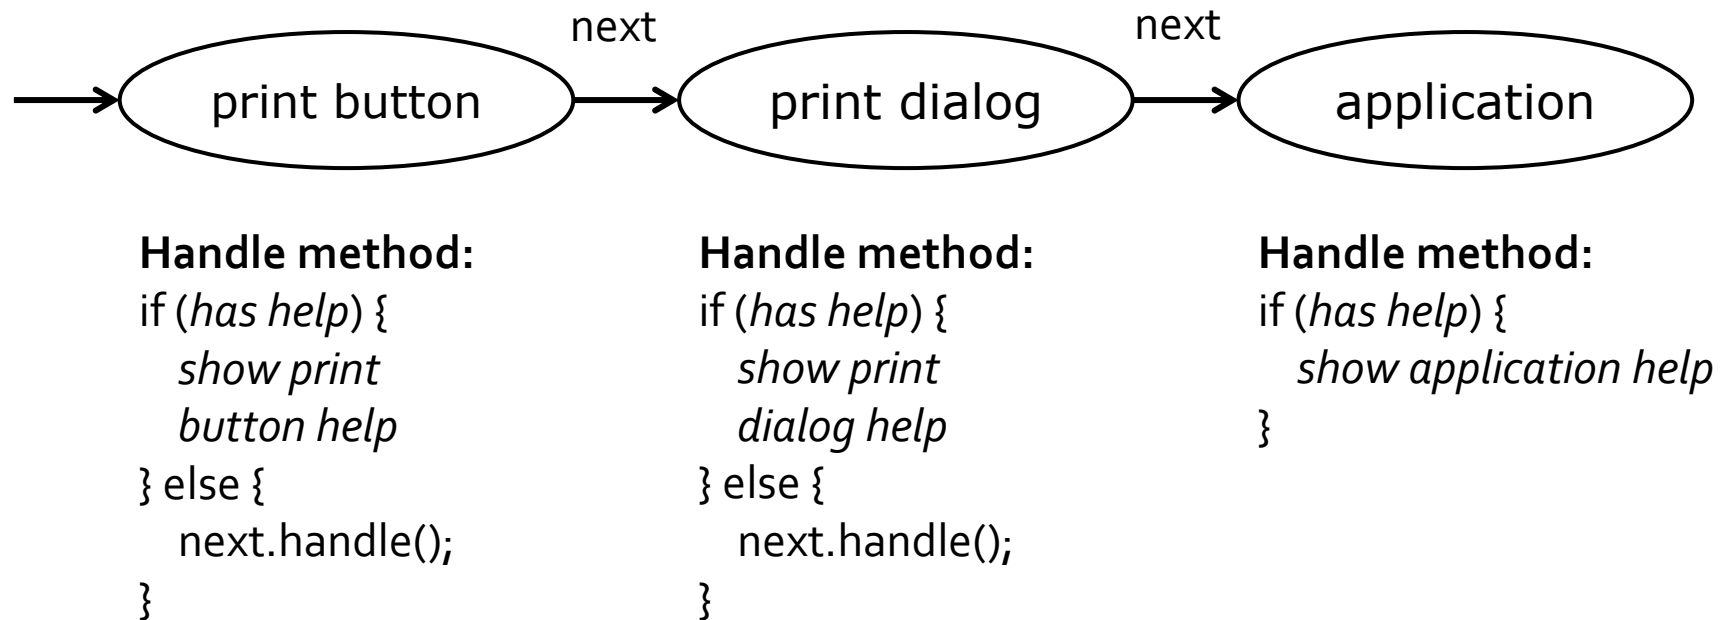 next
next
print button
print dialog
application
Handle method:
if (has help) {
show print
button help
} else {
next.handle();
}
Handle method:
if (has help) {
show print
dialog help
} else {
next.handle();
}
Handle method:
if (has help) {
show application help
}